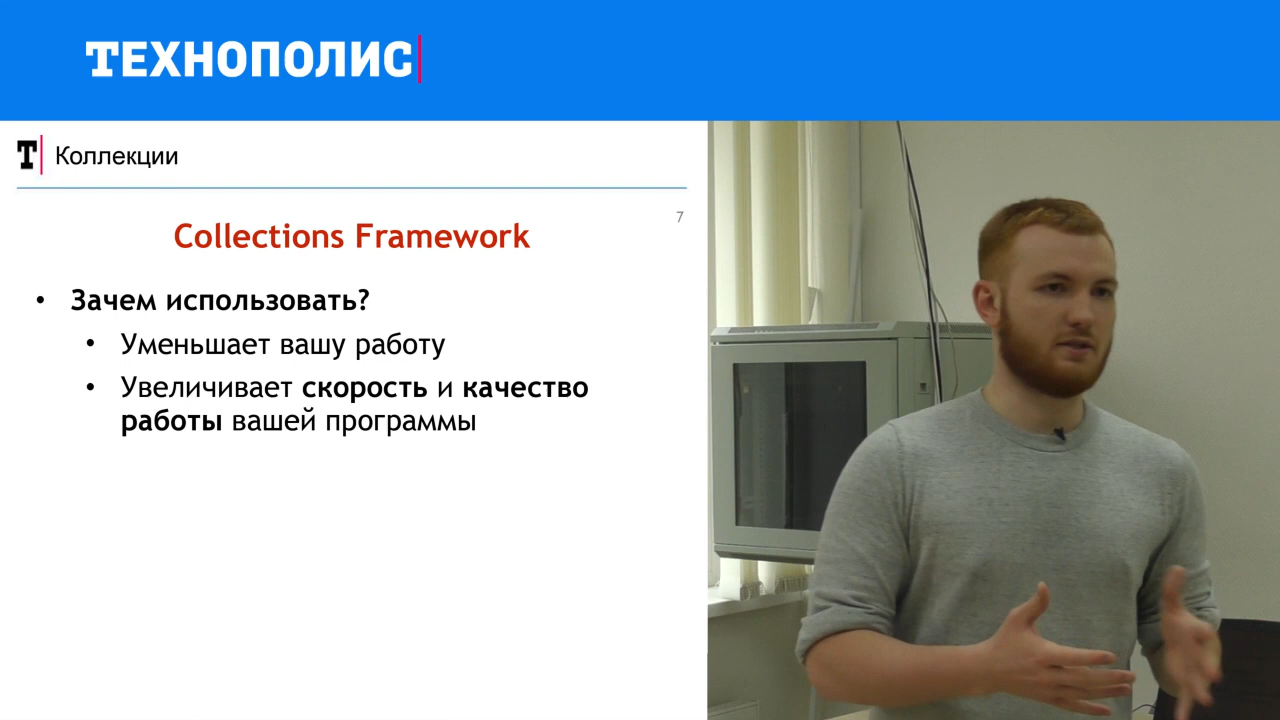 ТЕХНОПОЛИС
Т Коллекции
7
Collections Framework
• Зачем использовать?
• Уменьшает вашу работу
• Увеличивает скорость и качество
работы вашей программы